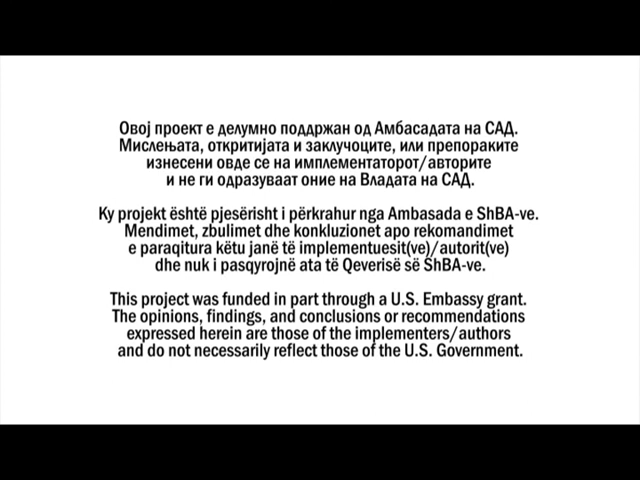 Овој проект е делумно поддржан од Амбасадата на САД.
Мислењата, откритијата и заклучоците, или препораките
изнесени овде се на имплементаторот/авторите
и не ги одразуваат оние на Владата на САД.
Ky projekt është pjesërisht i përkrahur nga Ambasada e ShBA-ve.
Mendimet, zbulimet dhe konkluzionet apo rekomandimet
e paraqitura këtu janë të implementuesit(ve)/autorit(ve)
dhe nuk i pasqyrojnë ata të Qeverisë së ShBA-ve.
This project was funded in part through a U.S. Embassy grant.
The opinions, findings, and conclusions or recommendations
expressed herein are those of the implementers/authors
and do not necessarily reflect those of the U.S. Government.